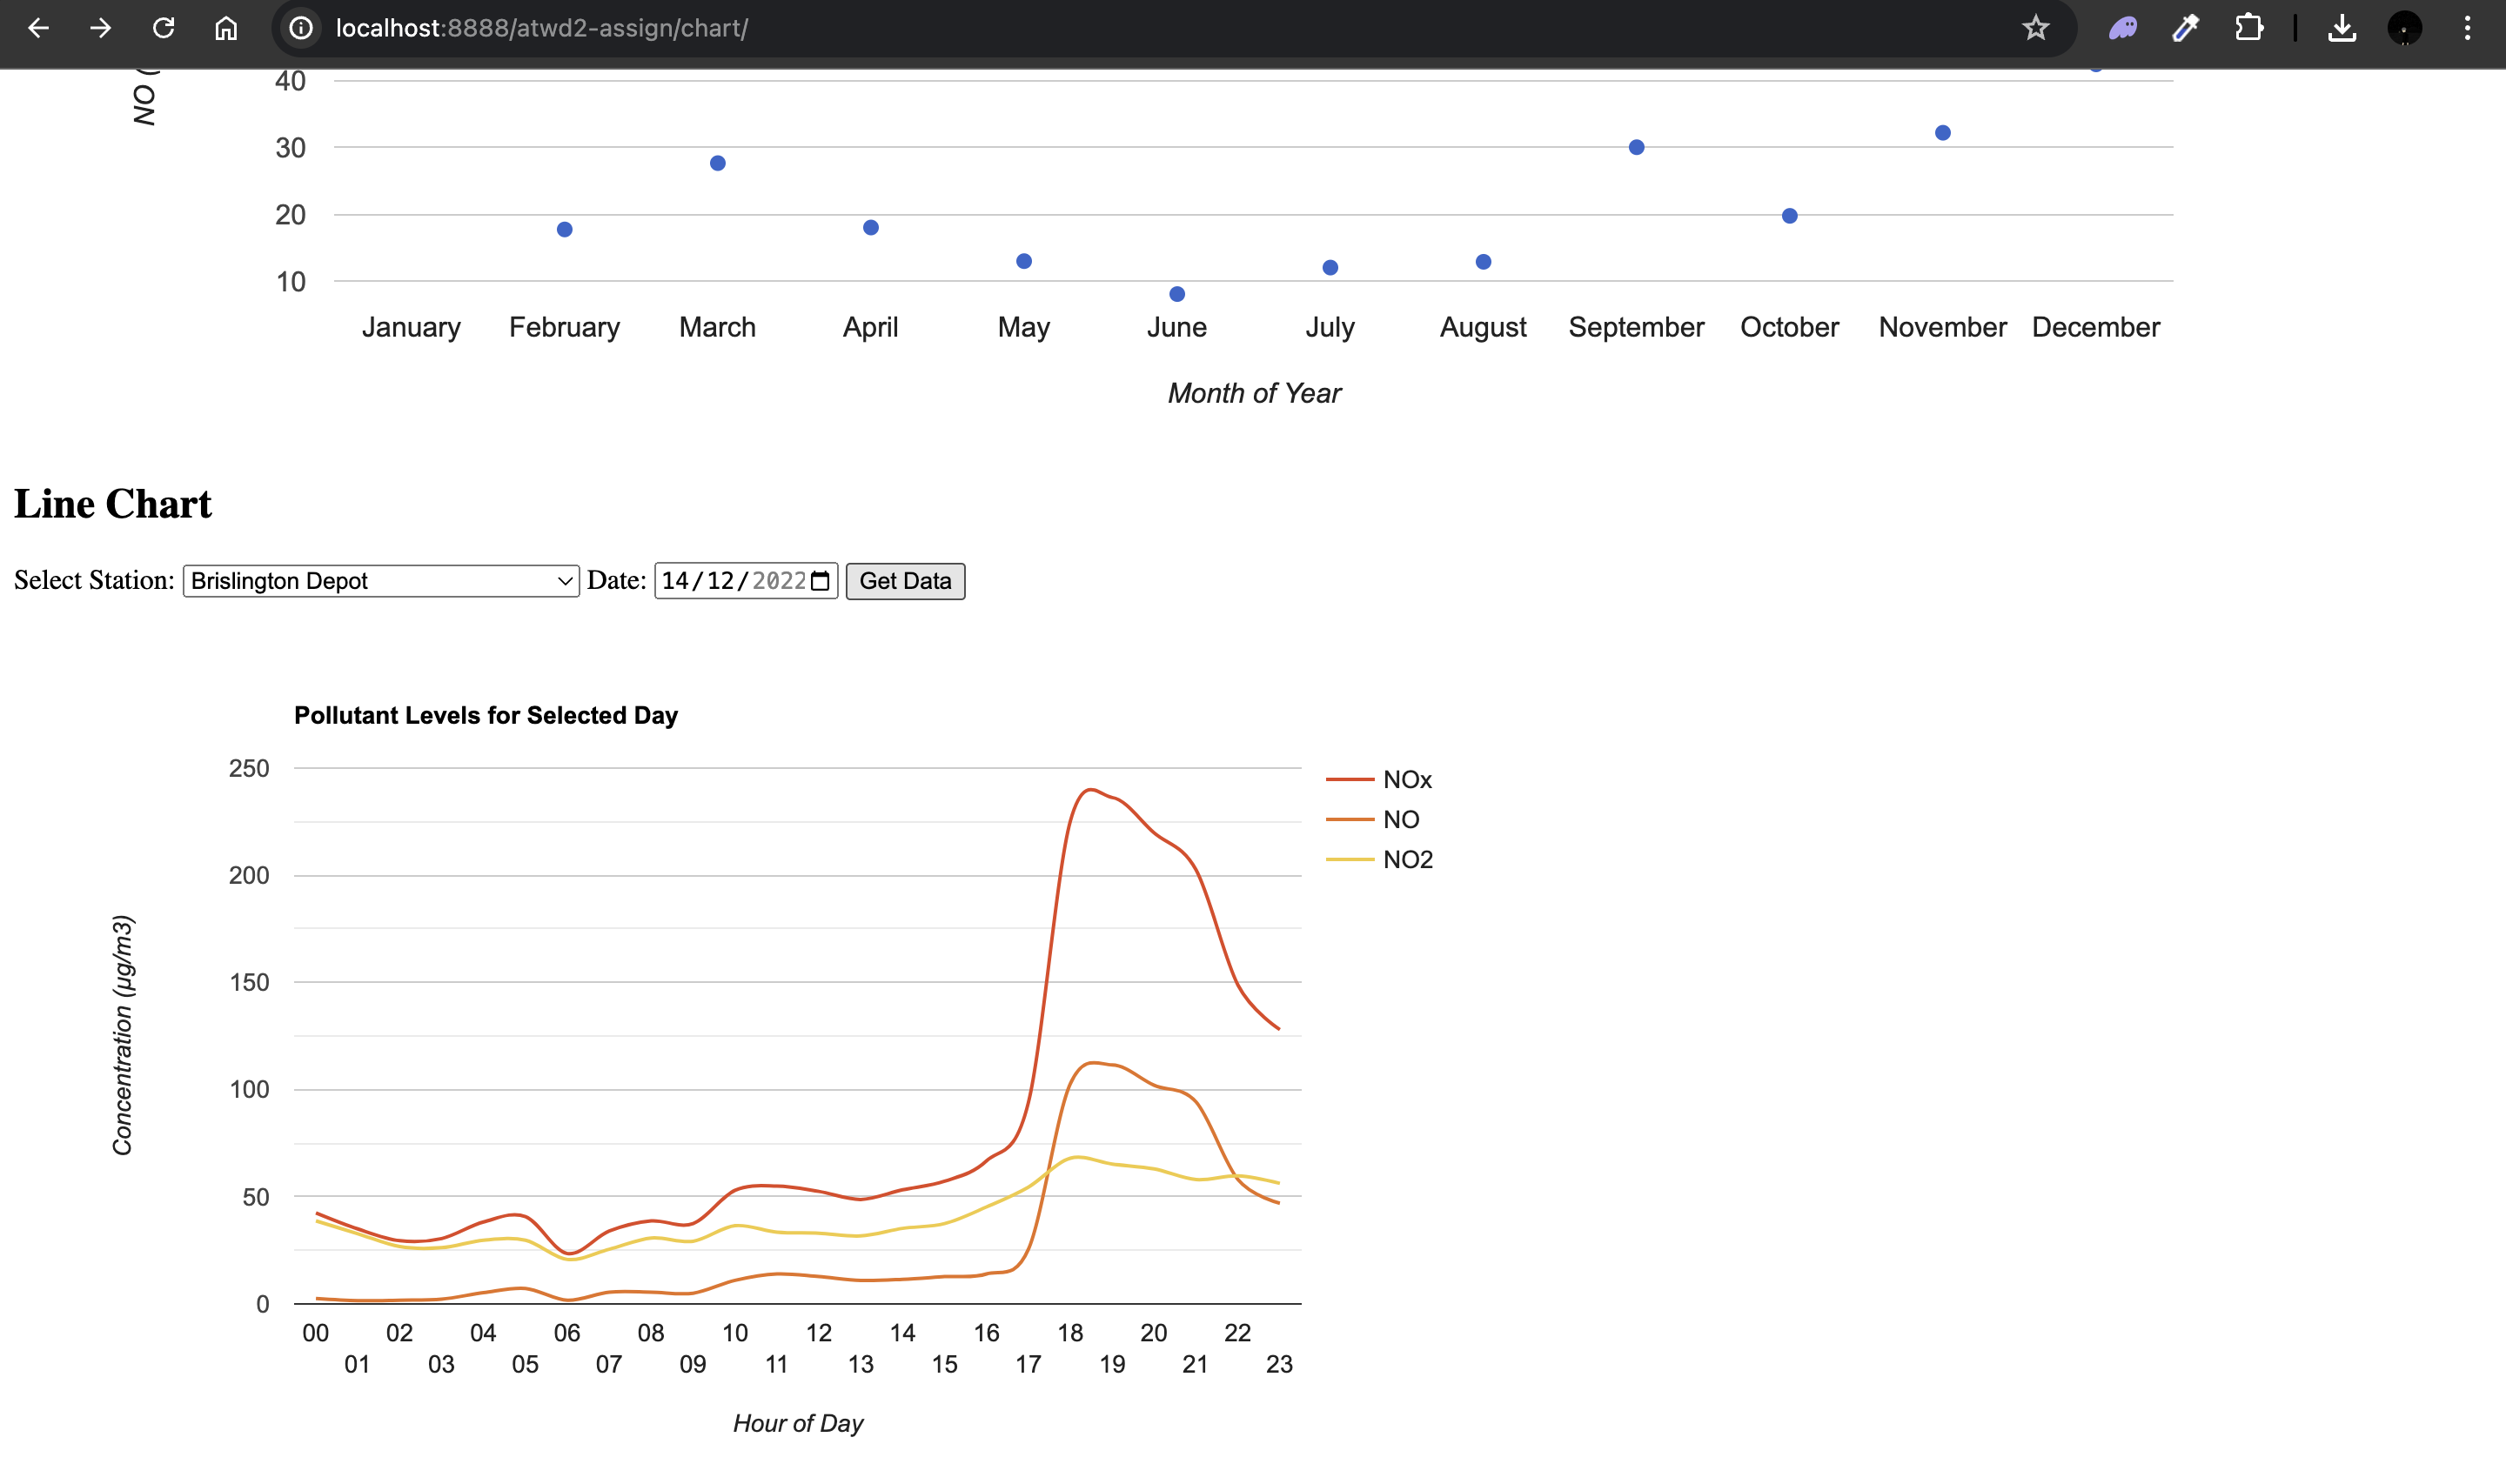 localhost:8888/atwd2-assign/chart/
NO (
40
30
20
10
January February March April May June July August September October November December
Month of Year
Line Chart
Select Station: Brislington Depot Date: 14/12/2022 Get Data
Pollutant Levels for Selected Day
250
200
150
100
50
0
Concentration (µg/m3)
NOx
NO
NO2
00 02 04 06 08 10 12 14 16 18 20 22
01 03 05 07 09 11 13 15 17 19 21 23
Hour of Day